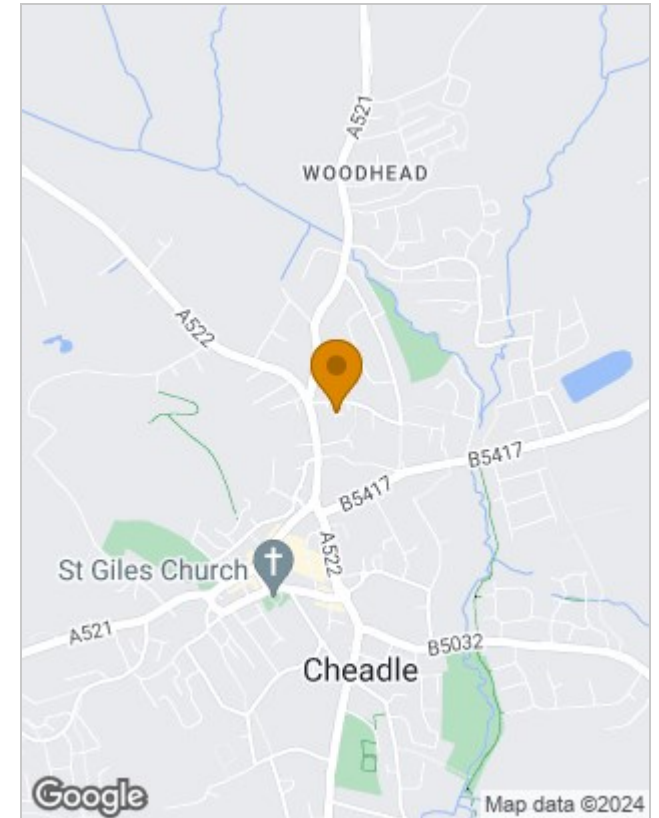 A521
WOODHEAD
A522
B5417
B5417
A522
St Giles Church
A521
B5032
Cheadle
Google
Map data ©2024